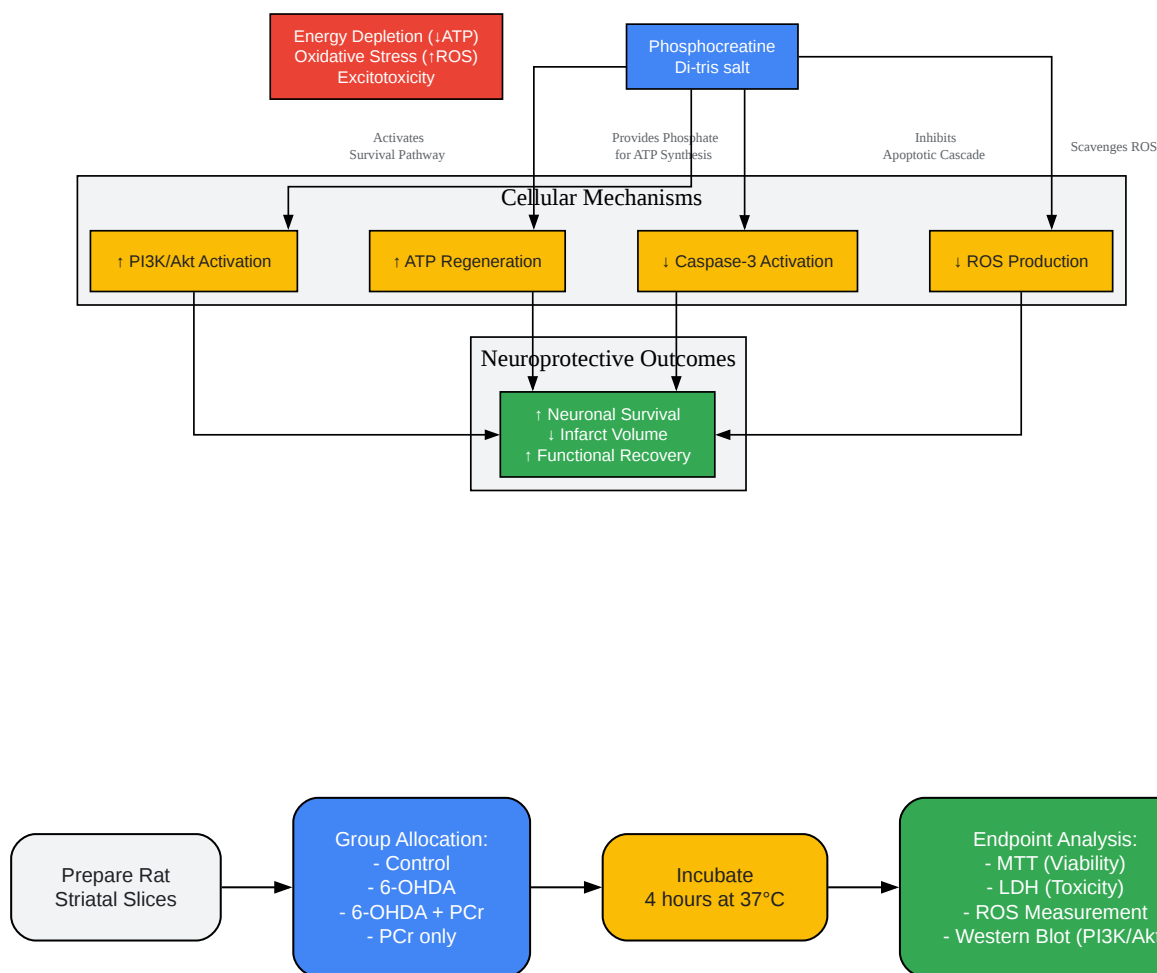 Energy Depletion (↓ATP)
Oxidative Stress (↑ROS)
Excitotoxicity
Phosphocreatine
Di-tris salt
Activates
Survival Pathway
Provides Phosphate
for ATP Synthesis
Inhibits
Apoptotic Cascade
Scavenges ROS
Cellular Mechanisms
↑ PI3K/Akt Activation
↑ ATP Regeneration
↓ Caspase-3 Activation
↓ ROS Production
Neuroprotective Outcomes
↑ Neuronal Survival
↓ Infarct Volume
↑ Functional Recovery
Prepare Rat
Striatal Slices
Group Allocation:
- Control
- 6-OHDA
- 6-OHDA + PCr
- PCr only
Incubate
4 hours at 37°C
Endpoint Analysis:
- MTT (Viability)
- LDH (Toxicity)
- ROS Measurement
- Western Blot (PI3K/Akt